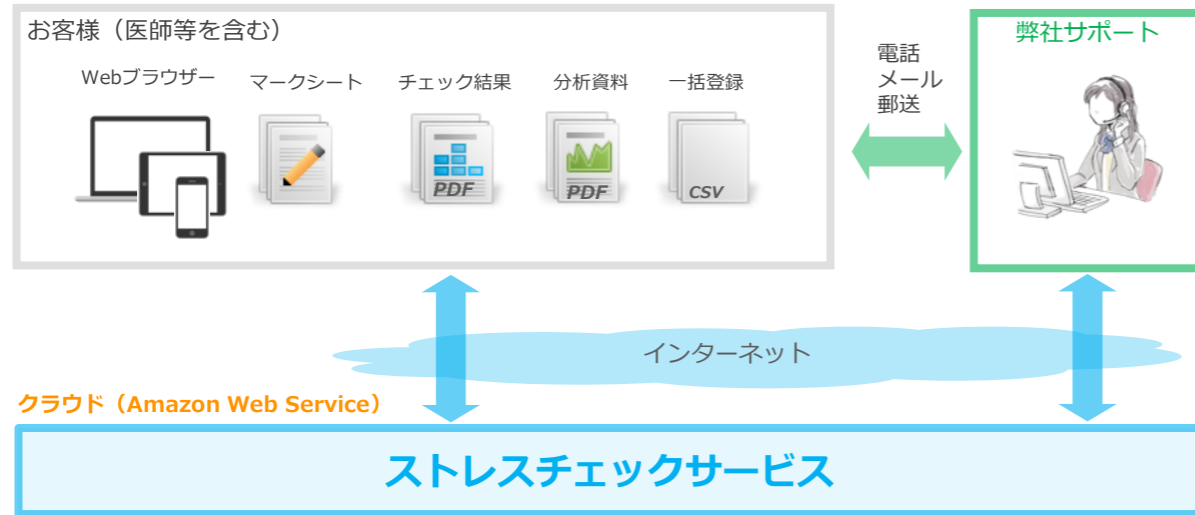 お客様（医師等を含む）
Webブラウザー
マークシート
チェック結果
分析資料
一括登録
PDF
PDF
CSV
電話
メール
郵送
弊社サポート
インターネット
クラウド（Amazon Web Service）
ストレスチェックサービス